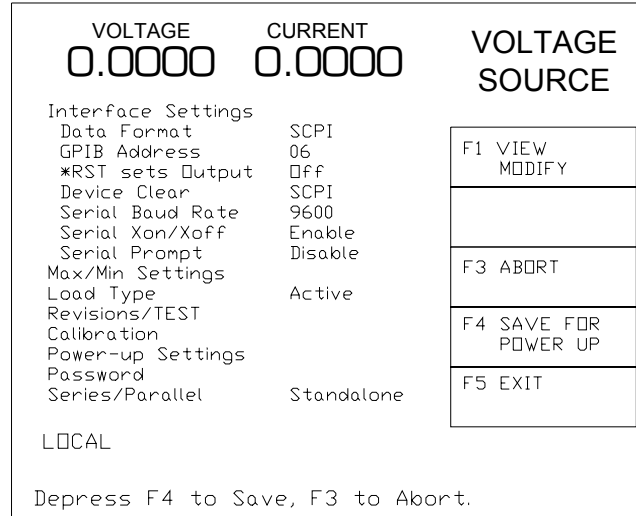 VOLTAGE CURRENT
0.0000 0.0000
VOLTAGE
SOURCE
Interface Settings
Data Format SCPI
GPIB Address 06
*RST sets Output Off
Device Clear SCPI
Serial Baud Rate 9600
Serial Xon/Xoff Enable
Serial Prompt Disable
Max/Min Settings
Load Type Active
Revisions/TEST
Calibration
Power-up Settings
Password
Series/Parallel Standalone
F1 VIEW
MODIFY
F3 ABORT
F4 SAVE FOR
POWER UP
F5 EXIT
LOCAL
Depress F4 to Save, F3 to Abort.